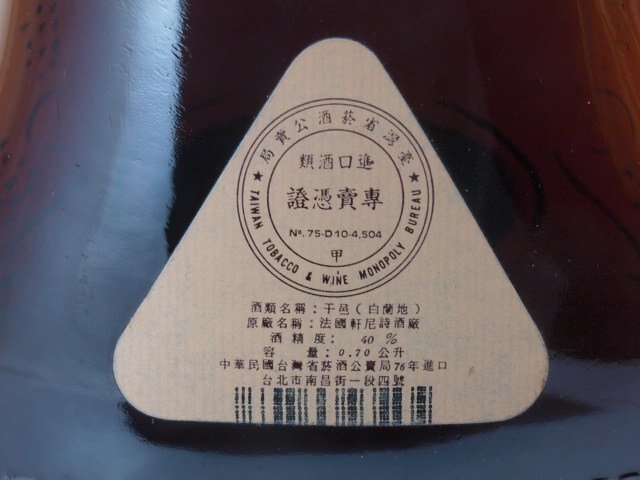 局賣公酒菸省灣臺
類酒口進
證憑賣專
No. 75-D10-4,504
甲
★ TAIWAN TOBACCO & WINE MONOPOLY BUREAU ★
酒類名稱：干邑（白蘭地）
原廠名稱：法國軒尼詩酒廠
酒精度： 40 %
容量：0.70 公升
中華民國台灣省菸酒公賣局76年進口
台北市南昌街一段四號